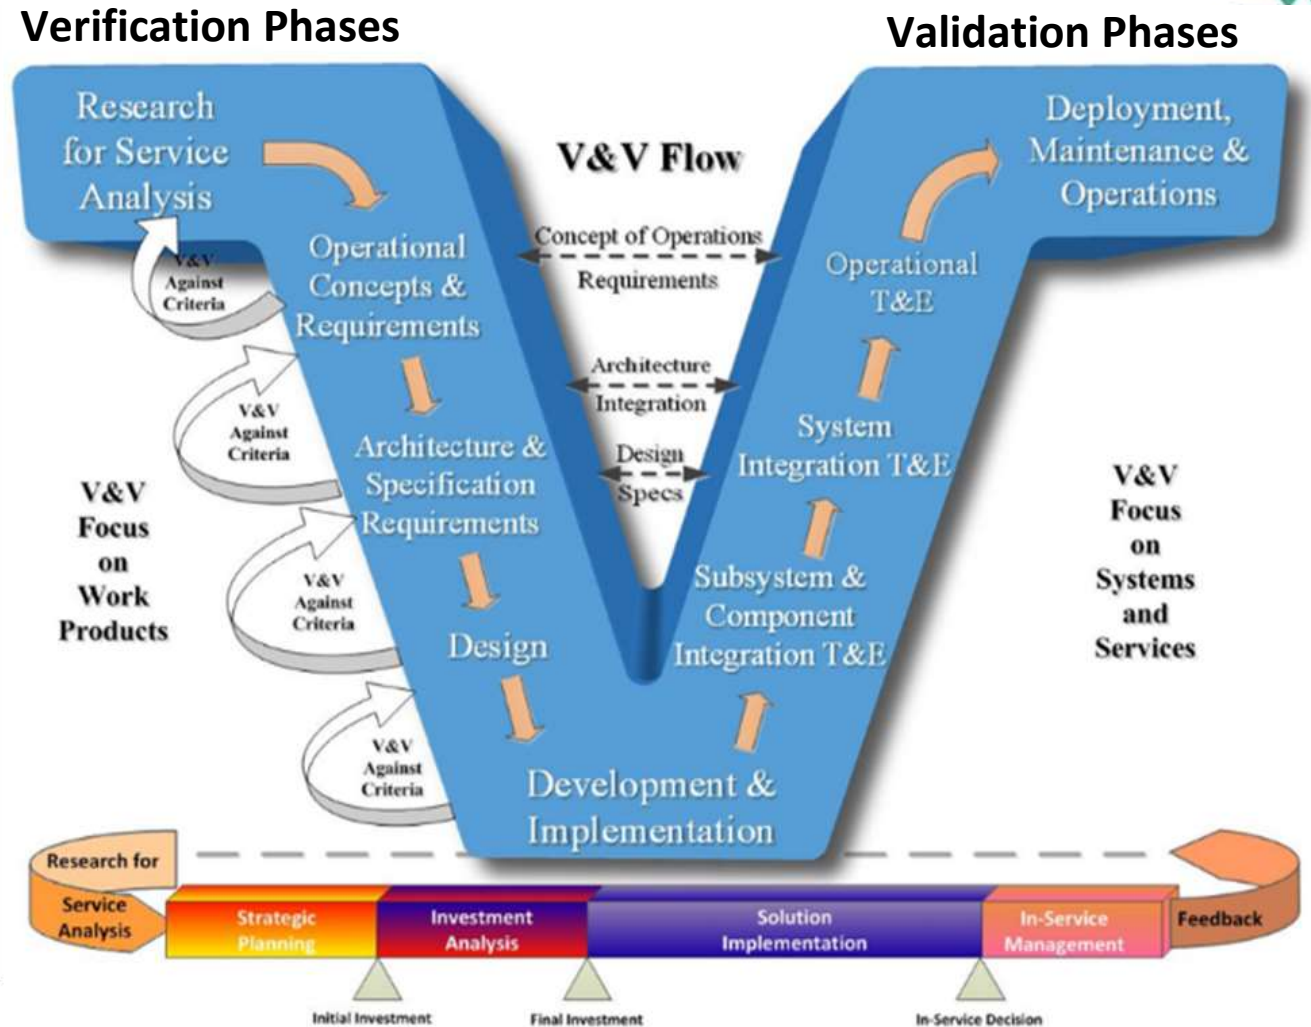 Verification Phases
Validation Phases
Research
for Service
Analysis
Deployment,
Maintenance &
Operations
V&V Flow
Concept of Operations
Requirements
Operational
Concepts &
Requirements
Operational
T&E
V&V
Against
Criteria
Architecture
Integration
V&V
Against
Criteria
Architecture &
Specification
Requirements
System
Integration T&E
Design
Specs
V&V
Focus
on
Work
Products
V&V
Focus
on
Systems
and
Services
V&V
Against
Criteria
Subsystem &
Component
Integration T&E
Design
V&V
Against
Criteria
Development &
Implementation
Research for
Service
Analysis
Strategic
Planning
Investment
Analysis
Solution
Implementation
In-Service
Management
Feedback
Initial Investment
Final Investment
In-Service Decision